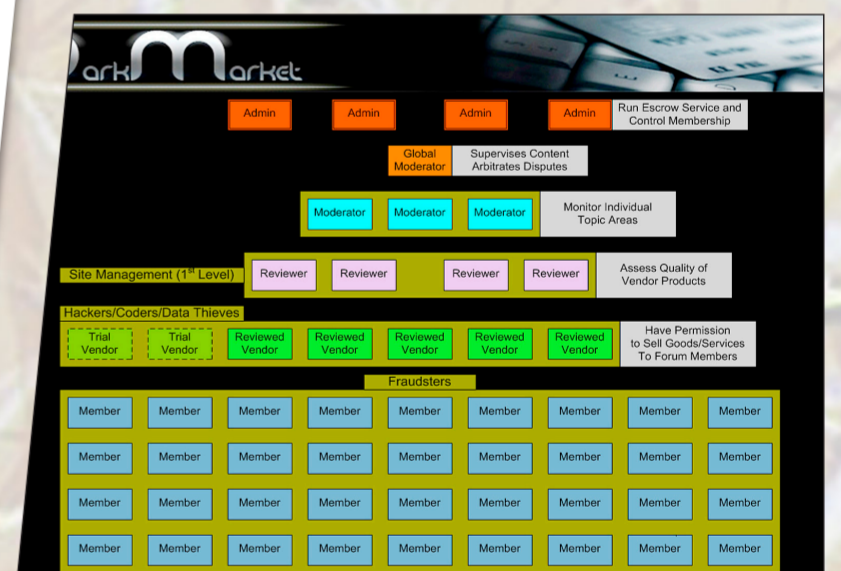 DarkMarket
Admin Admin Admin Admin Run Escrow Service and
Control Membership
Global Supervises Content
Moderator Arbitrates Disputes
Moderator Moderator Moderator Monitor Individual
Topic Areas
Site Management (1st Level) Reviewer Reviewer Reviewer Reviewer Assess Quality of
Vendor Products
Hackers/Coders/Data Thieves
Trial Trial Reviewed Reviewed Reviewed Reviewed Reviewed Have Permission
Vendor Vendor Vendor Vendor Vendor Vendor Vendor to Sell Goods/Services
To Forum Members
Fraudsters
Member Member Member Member Member Member Member Member Member
Member Member Member Member Member Member Member Member Member
Member Member Member Member Member Member Member Member Member
Member Member Member Member Member Member Member Member Member